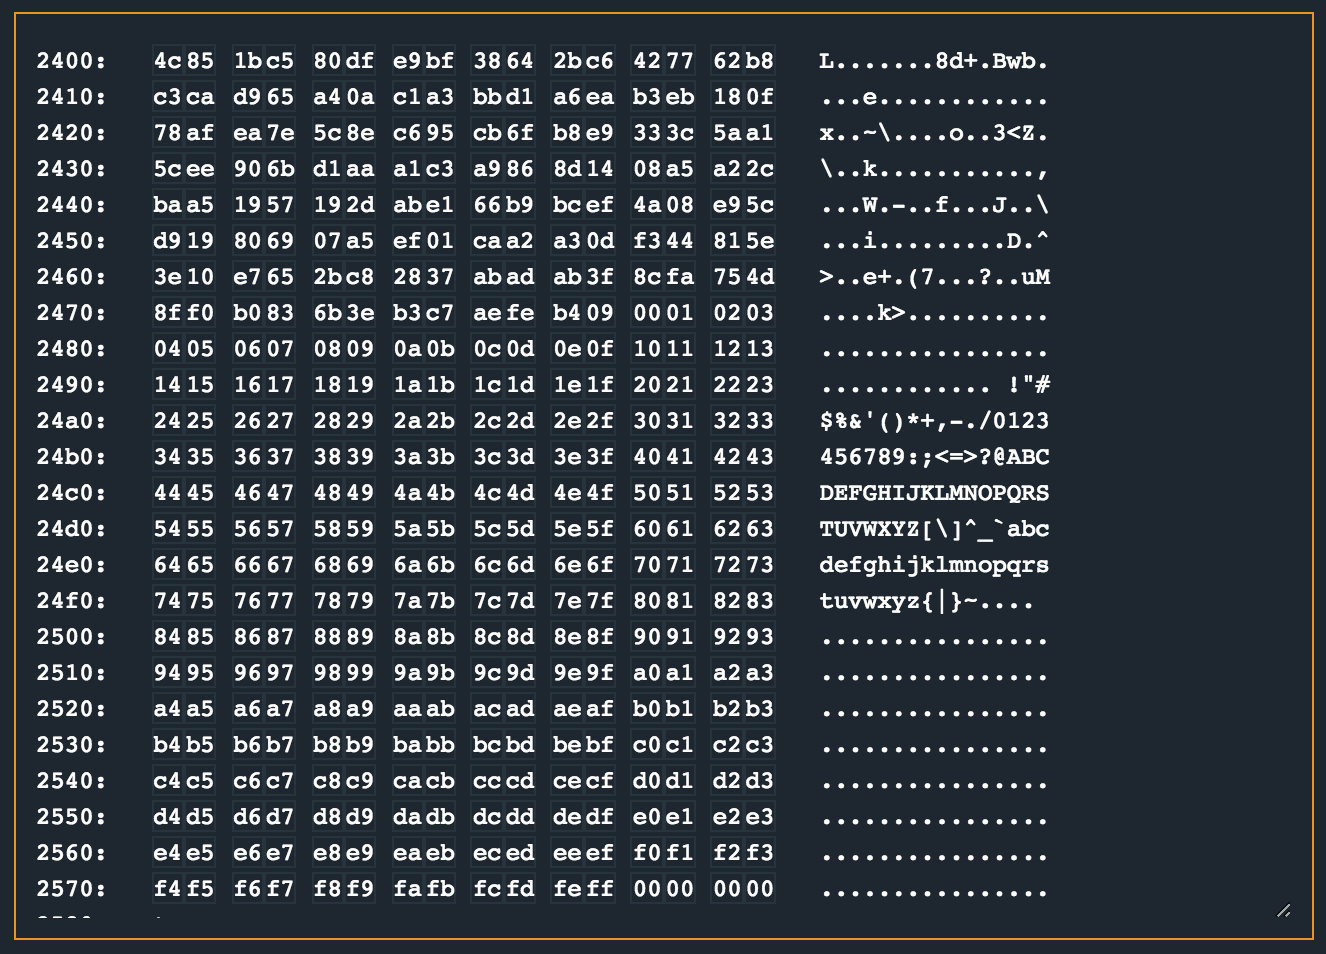 2400: 4c85 1bc5 80df e9bf 3864 2bc6 4277 62b8 L.......8d+.Bwb.
2410: c3ca d965 a40a c1a3 bbd1 a6ea b3eb 180f ...e............
2420: 78af ea7e 5c8e c695 cb6f b8e9 333c 5aa1 x..~\....o..3<Z.
2430: 5cee 906b d1aa a1c3 a986 8d14 08a5 a22c \..k...........,
2440: baa5 1957 192d abe1 66b9 bcef 4a08 e95c ...W.-..f...J..\
2450: d919 8069 07a5 ef01 caa2 a30d f344 815e ...i.........D.^
2460: 3e10 e765 2bc8 2837 abad ab3f 8cfa 754d >..e+.(7...?..uM
2470: 8ff0 b083 6b3e b3c7 aefe b409 0001 0203 ....k>..........
2480: 0405 0607 0809 0a0b 0c0d 0e0f 1011 1213 ................
2490: 1415 1617 1819 1a1b 1c1d 1e1f 2021 2223 ............ !"#
24a0: 2425 2627 2829 2a2b 2c2d 2e2f 3031 3233 $%&'()*+,-./0123
24b0: 3435 3637 3839 3a3b 3c3d 3e3f 4041 4243 456789:;<=>?@ABC
24c0: 4445 4647 4849 4a4b 4c4d 4e4f 5051 5253 DEFGHIJKLMNOPQRS
24d0: 5455 5657 5859 5a5b 5c5d 5e5f 6061 6263 TUVWXYZ[\]^_`abc
24e0: 6465 6667 6869 6a6b 6c6d 6e6f 7071 7273 defghijklmnopqrs
24f0: 7475 7677 7879 7a7b 7c7d 7e7f 8081 8283 tuvwxyz{|}~....
2500: 8485 8687 8889 8a8b 8c8d 8e8f 9091 9293 ................
2510: 9495 9697 9899 9a9b 9c9d 9e9f a0a1 a2a3 ................
2520: a4a5 a6a7 a8a9 aaab acad aeaf b0b1 b2b3 ................
2530: b4b5 b6b7 b8b9 babb bcbd bebf c0c1 c2c3 ................
2540: c4c5 c6c7 c8c9 cacb cccd cecf d0d1 d2d3 ................
2550: d4d5 d6d7 d8d9 dadb dcdd dedf e0e1 e2e3 ................
2560: e4e5 e6e7 e8e9 eaeb eced eeef f0f1 f2f3 ................
2570: f4f5 f6f7 f8f9 fafb fcfd feff 0000 0000 ................